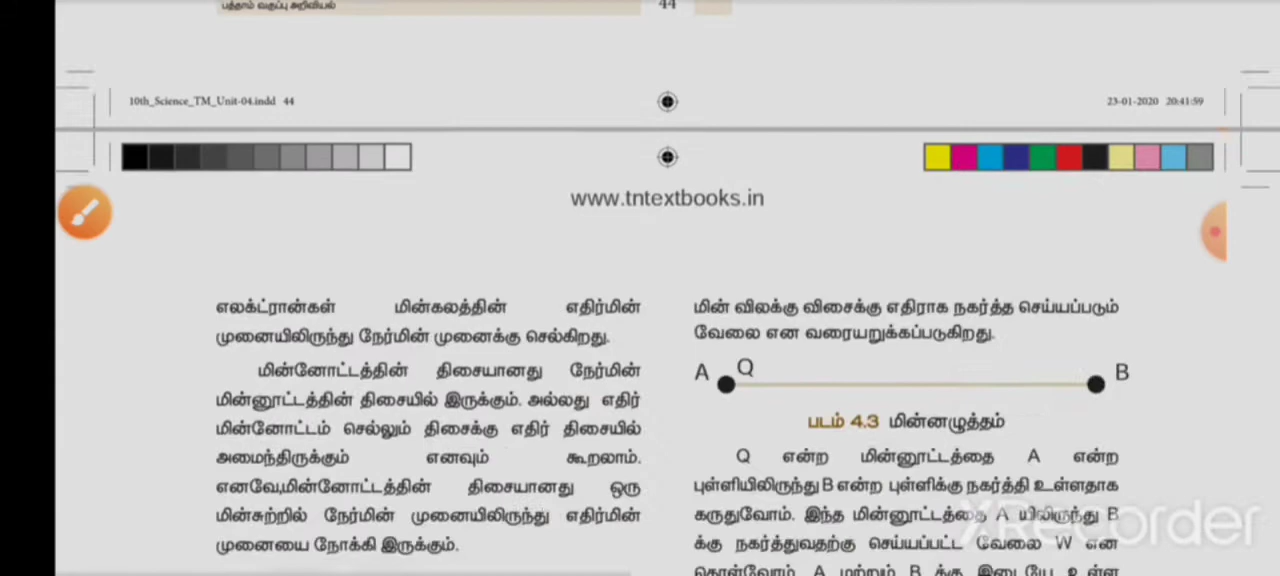 பத்தாம் வகுப்பு அறிவியல்
44
10th_Science_TM_Unit-04.indd 44
23-01-2020 20:41:59
www.tntextbooks.in
எலக்ட்ரான்கள் மின்கலத்தின் எதிர்மின்
முனையிலிருந்து நேர்மின் முனைக்கு செல்கிறது.
மின்னோட்டத்தின் திசையானது நேர்மின்
மின்னூட்டத்தின் திசையில் இருக்கும். அல்லது எதிர்
மின்னோட்டம் செல்லும் திசைக்கு எதிர் திசையில்
அமைந்திருக்கும் எனவும் கூறலாம்.
எனவே,மின்னோட்டத்தின் திசையானது ஒரு
மின்சுற்றில் நேர்மின் முனையிலிருந்து எதிர்மின்
முனையை நோக்கி இருக்கும்.
மின் விலக்கு விசைக்கு எதிராக நகர்த்த செய்யப்படும்
வேலை என வரையறுக்கப்படுகிறது.
A Q B
படம் 4.3 மின்னழுத்தம்
Q என்ற மின்னூட்டத்தை A என்ற
புள்ளியிலிருந்து B என்ற புள்ளிக்கு நகர்த்தி உள்ளதாக
கருதுவோம். இந்த மின்னூட்டத்தை A யிலிருந்து B
க்கு நகர்த்துவதற்கு செய்யப்பட்ட வேலை W என
கொள்வோம். A மற்றும் B க்கு இடையே உள்ள
XRecorder